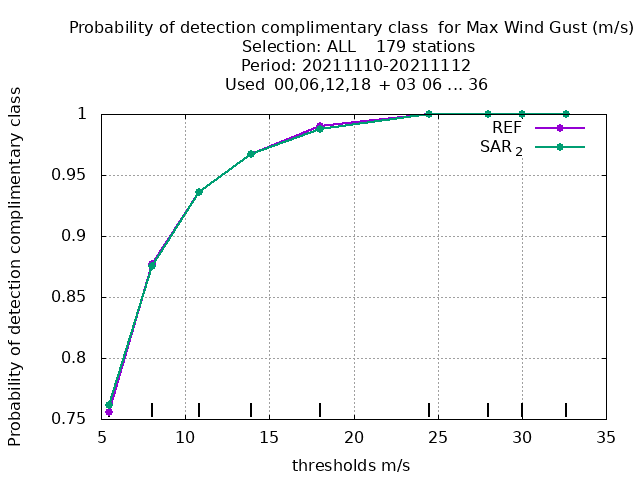 Probability of detection complimentary class  for Max Wind Gust (m/s)
Selection: ALL    179 stations
Period: 20211110-20211112
Used  00,06,12,18  + 03 06 ... 36
Probability of detection complimentary class
1
0.95
0.9
0.85
0.8
0.75
REF
SAR 2
5 10 15 20 25 30 35
thresholds m/s